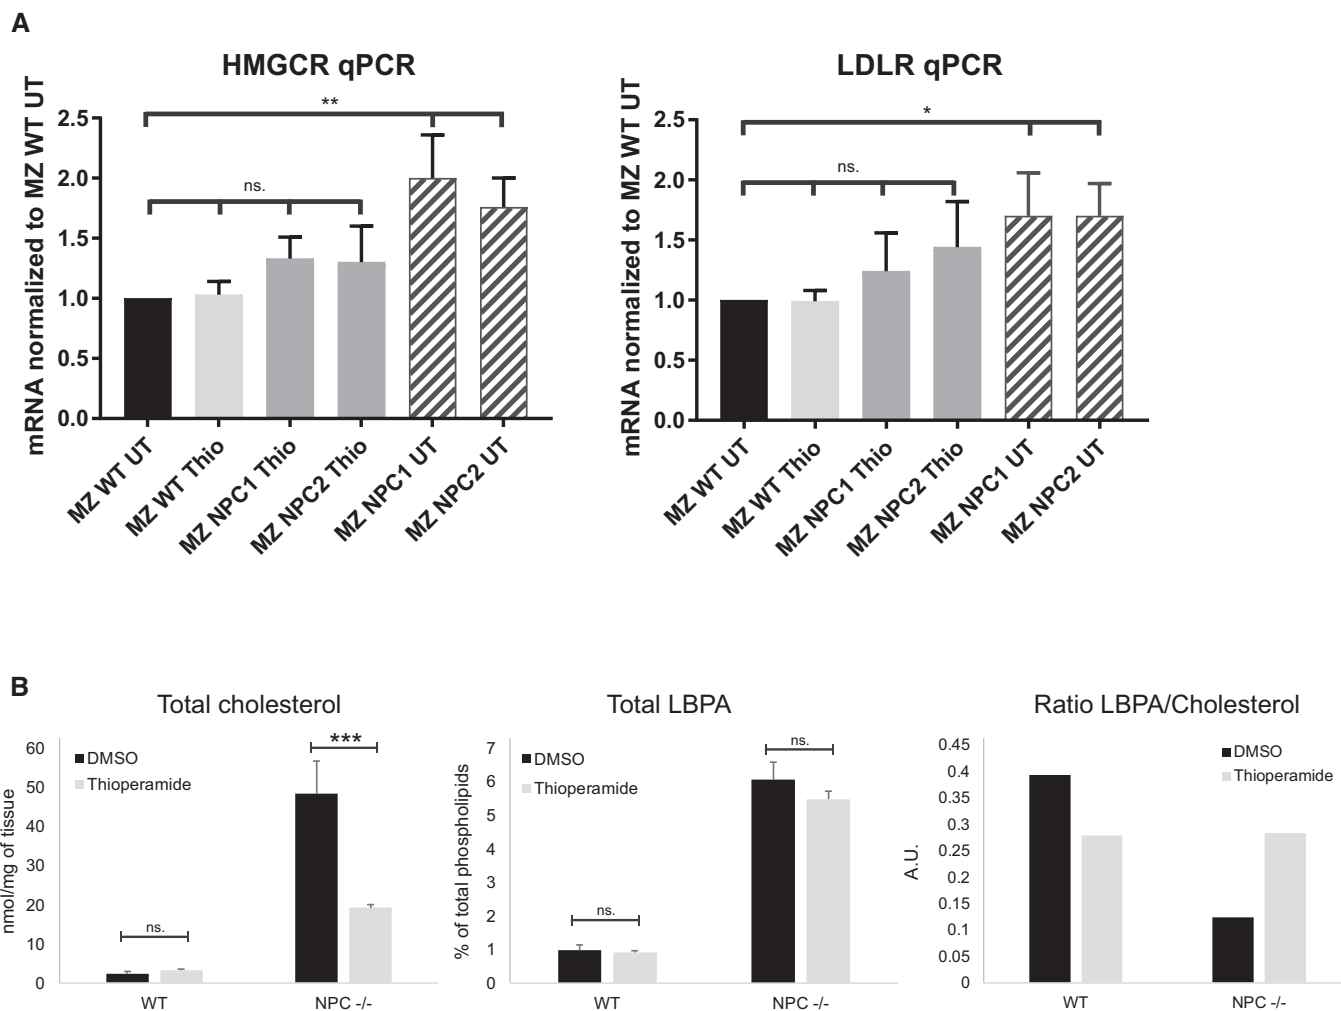 A
HMGCR qPCR
mRNA normalized to MZ WT UT
2.5
2.0
1.5
1.0
0.5
0.0
**
ns.
MZ WT UT
MZ WT Thio
MZ NPC1 Thio
MZ NPC2 Thio
MZ NPC1 UT
MZ NPC2 UT
LDLR qPCR
mRNA normalized to MZ WT UT
2.5
2.0
1.5
1.0
0.5
0.0
*
ns.
MZ WT UT
MZ WT Thio
MZ NPC1 Thio
MZ NPC2 Thio
MZ NPC1 UT
MZ NPC2 UT
B
Total cholesterol
nmol/mg of tissue
60
50
40
30
20
10
0
DMSO
Thioperamide
ns.
***
WT
NPC -/-
Total LBPA
% of total phospholipids
7
6
5
4
3
2
1
0
DMSO
Thioperamide
ns.
ns.
WT
NPC -/-
Ratio LBPA/Cholesterol
A.U.
0.45
0.4
0.35
0.3
0.25
0.2
0.15
0.1
0.05
0
DMSO
Thioperamide
WT
NPC -/-